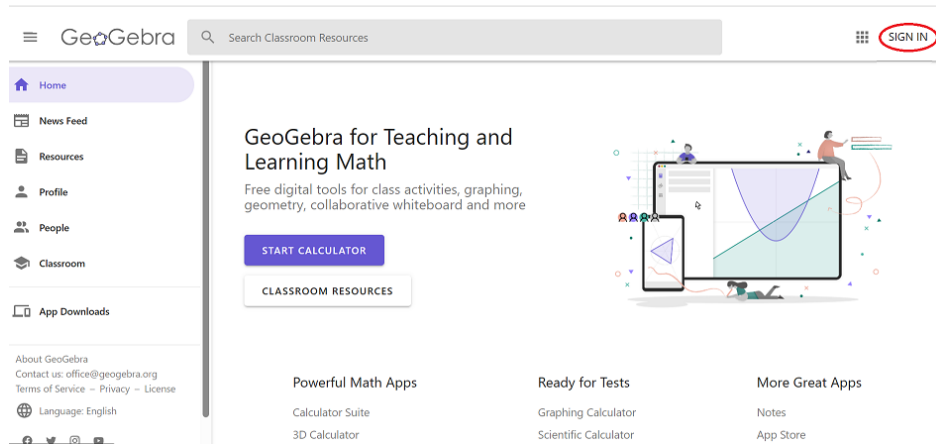 GeoGebra
Search Classroom Resources
SIGN IN
Home
News Feed
Resources
Profile
People
Classroom
App Downloads
About GeoGebra
Contact us: office@geogebra.org
Terms of Service – Privacy – License
Language: English
GeoGebra for Teaching and
Learning Math
Free digital tools for class activities, graphing,
geometry, collaborative whiteboard and more
START CALCULATOR
CLASSROOM RESOURCES
Powerful Math Apps
Calculator Suite
3D Calculator
Ready for Tests
Graphing Calculator
Scientific Calculator
More Great Apps
Notes
App Store